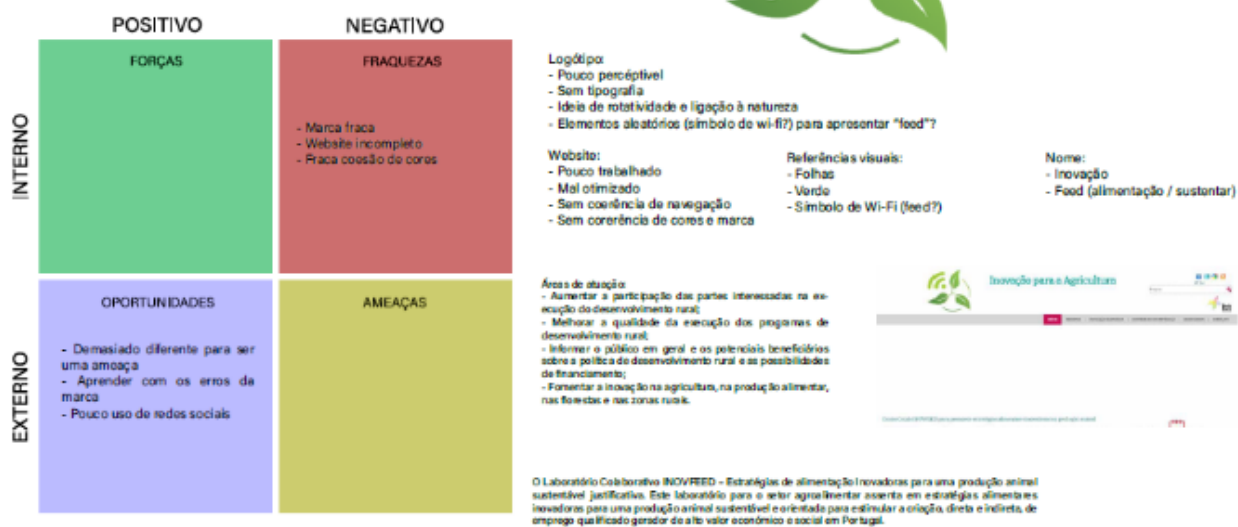 POSITIVO
NEGATIVO
INTERNO
EXTERNO
FORÇAS
FRAQUEZAS
- Marca fraca
- Website incompleto
- Fraca coesão de cores
OPORTUNIDADES
- Demasiado diferente para ser
uma ameaça
- Aprender com os erros da
marca
- Pouco uso de redes sociais
AMEAÇAS
Logótipo:
- Pouco percéptivel
- Sem tipografia
- Ideia de rotatividade e ligação à natureza
- Elementos aleatórios (símbolo de wi-fi?) para apresentar "feed"?
Website:
- Pouco trabalhado
- Mal otimizado
- Sem coerência de navegação
- Sem corerência de cores e marca
Referências visuais:
- Folhas
- Verde
- Símbolo de Wi-Fi (feed?)
Nome:
- Inovação
- Feed (alimentação / sustentar)
Áreas de atuação:
- Aumentar a participação das partes interessadas na exe-
cução do desenvolvimento rural;
- Melhorar a qualidade da execução dos programas de
desenvolvimento rural;
- Informar o público em geral e os potenciais beneficiários
sobre a política de desenvolvimento rural e as possibilidades
de financiamento;
- Fomentar a inovação na agricultura, na produção alimentar,
nas florestas e nas zonas rurais.
Inovação para a Agricultura
O Laboratório Colaborativo INOVFEED – Estratégias de alimentação Inovadoras para uma produção animal
sustentável justificativa. Este laboratório para o setor agroalimentar assenta em estratégias alimentares
inovadoras para uma produção animal sustentável e orientada para estimular a criação, direta e indireta, de
emprego qualificado gerador de alto valor económico e social em Portugal.